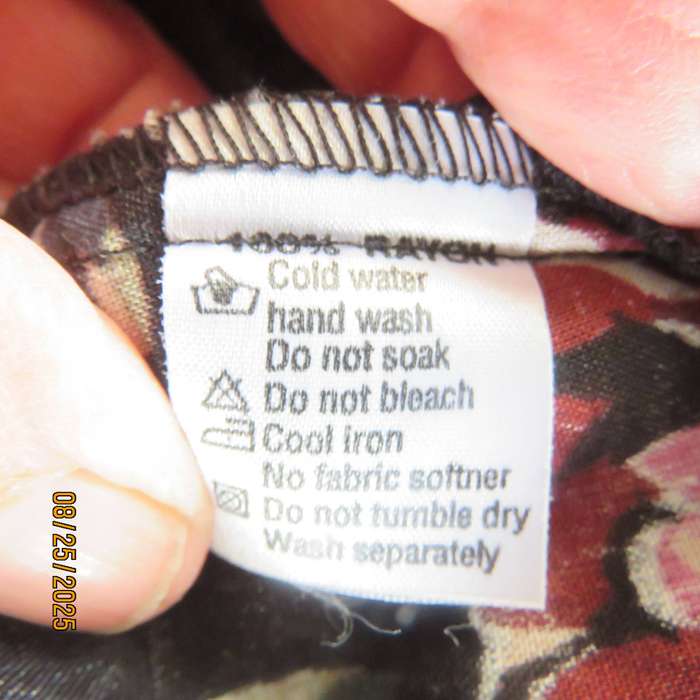 100% RAYON
Cold water
hand wash
Do not soak
Do not bleach
Cool iron
No fabric softner
Do not tumble dry
Wash separately
08/25/2025